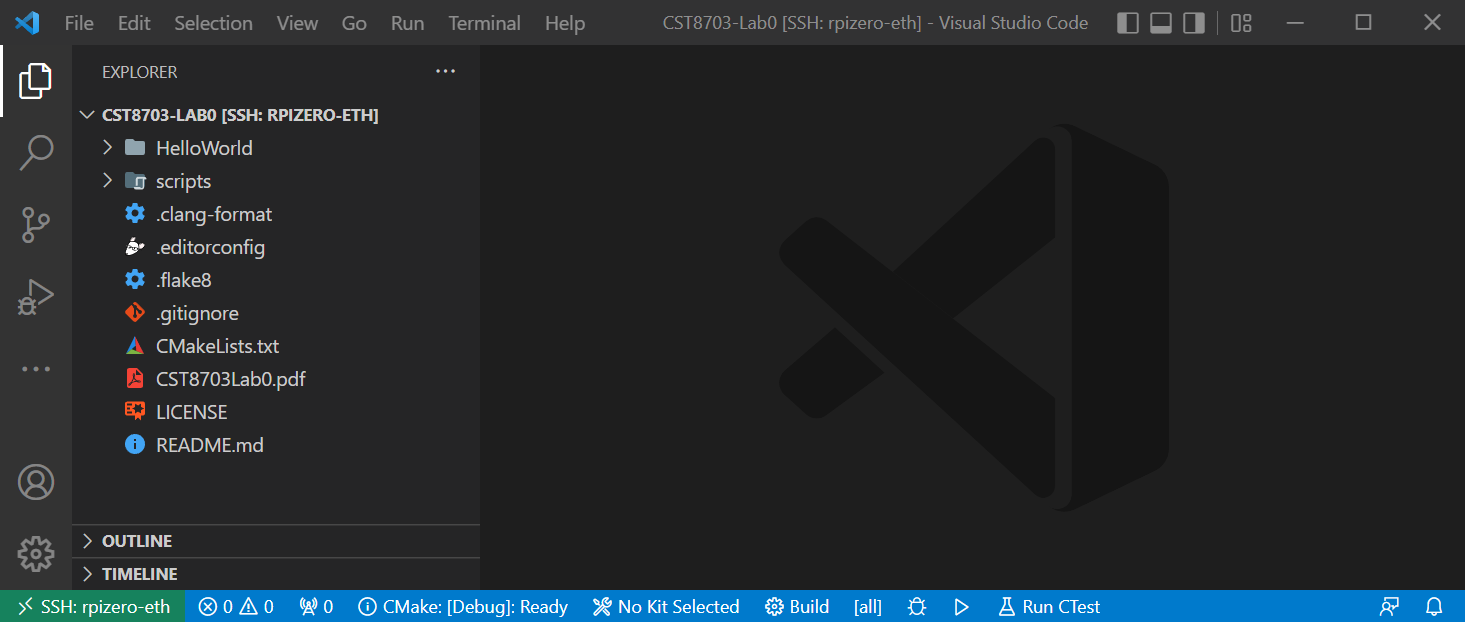 File Edit Selection View Go Run Terminal Help CST8703-Lab0 [SSH: rpizero-eth] - Visual Studio Code
EXPLORER
CST8703-LAB0 [SSH: RPIZERO-ETH]
HelloWorld
scripts
.clang-format
.editorconfig
.flake8
.gitignore
CMakeLists.txt
CST8703Lab0.pdf
LICENSE
README.md
OUTLINE
TIMELINE
SSH: rpizero-eth 0 0 0 CMake: [Debug]: Ready No Kit Selected Build [all] Run CTest